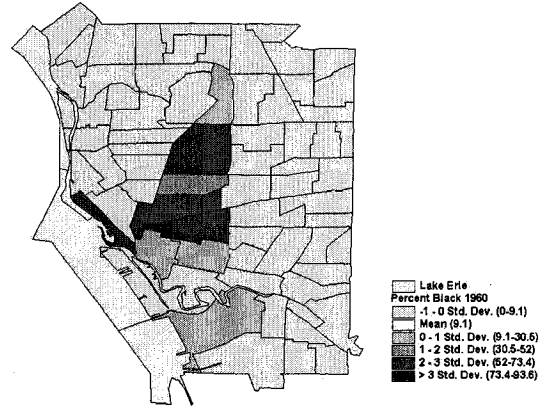 Lake Erie
Percent Black 1960
-1 - 0 Std. Dev. (0-9.1)
Mean (9.1)
0 - 1 Std. Dev. (9.1-30.5)
1 - 2 Std. Dev. (30.5-52)
2 - 3 Std. Dev. (52-73.4)
> 3 Std. Dev. (73.4-93.6)